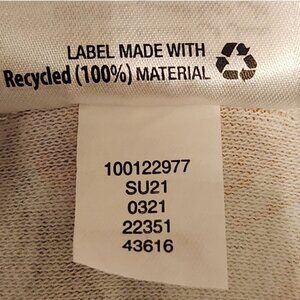 LABEL MADE WITH
Recycled (100%) MATERIAL
100122977
SU21
0321
22351
43616